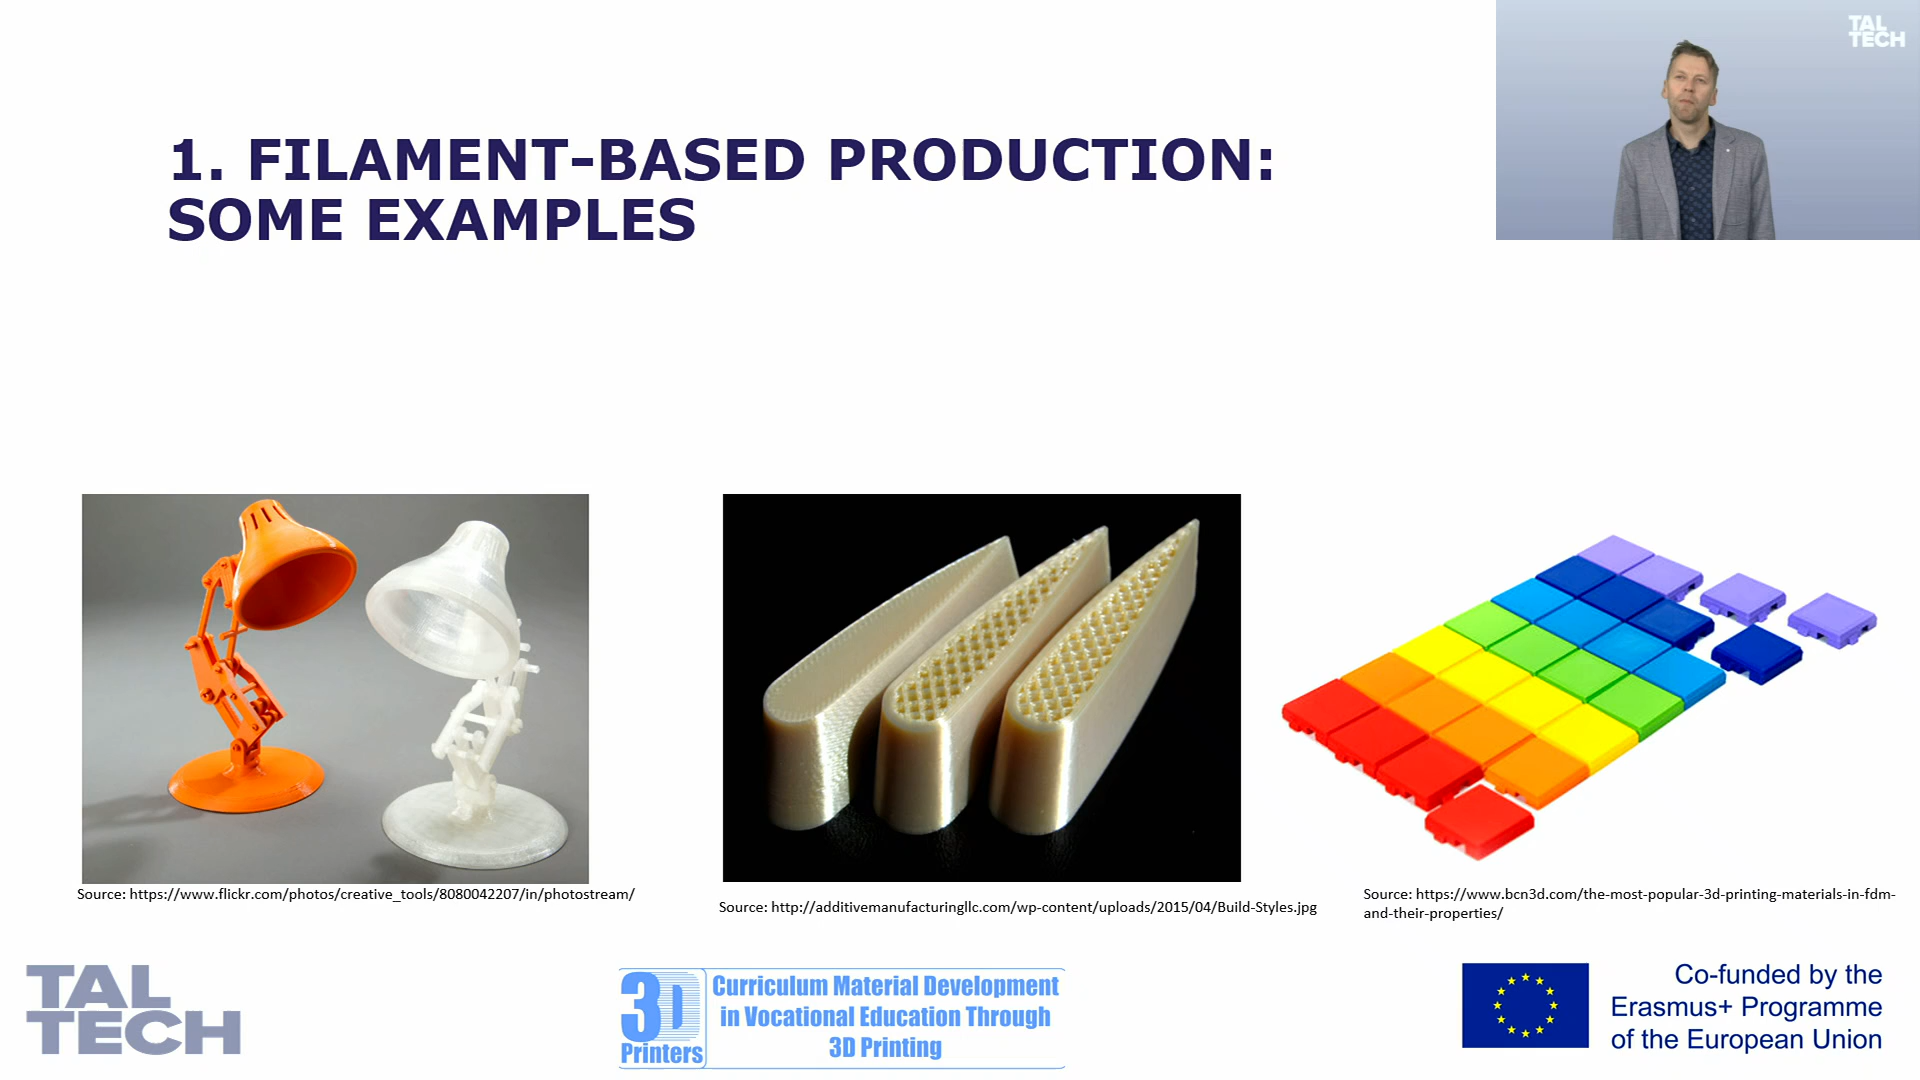 TAL
TECH
1. FILAMENT-BASED PRODUCTION:
SOME EXAMPLES
Source: https://www.flickr.com/photos/creative_tools/8080042207/in/photostream/
Source: http://additivemanufacturingllc.com/wp-content/uploads/2015/04/Build-Styles.jpg
Source: https://www.bcn3d.com/the-most-popular-3d-printing-materials-in-fdm-
and-their-properties/
TAL
TECH
3D
Printers
Curriculum Material Development
in Vocational Education Through
3D Printing
Co-funded by the
Erasmus+ Programme
of the European Union